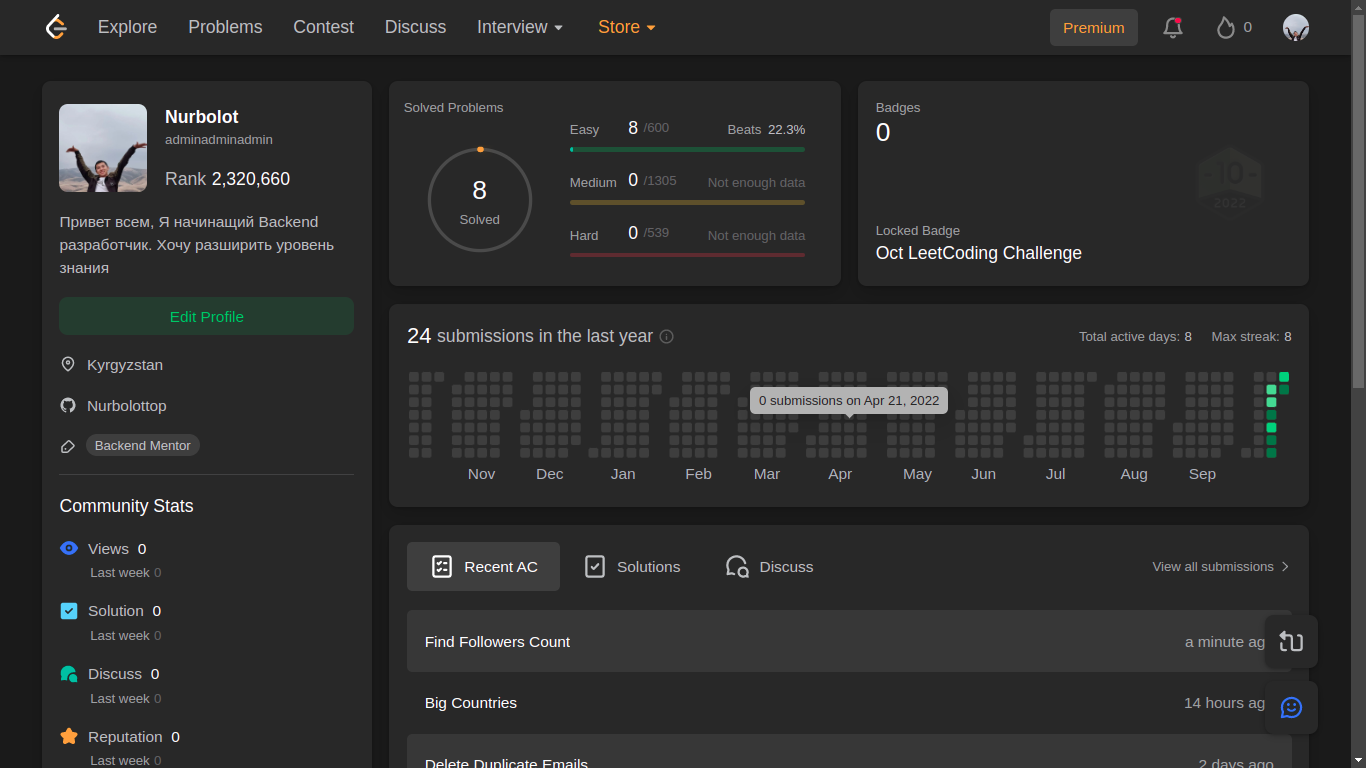 Explore Problems Contest Discuss Interview Store Premium 0
Nurbolot
adminadminadmin
Rank 2,320,660
Привет всем, Я начинащий Backend
разработчик. Хочу разширить уровень
знания
Edit Profile
Kyrgyzstan
Nurbolottop
Backend Mentor
Community Stats
Views 0
Last week 0
Solution 0
Last week 0
Discuss 0
Last week 0
Reputation 0
Last week 0
Solved Problems
8
Solved
Easy 8 /600 Beats 22.3%
Medium 0 /1305 Not enough data
Hard 0 /539 Not enough data
Badges
0
10
2022
Locked Badge
Oct LeetCoding Challenge
24 submissions in the last year Total active days: 8 Max streak: 8
0 submissions on Apr 21, 2022
Nov Dec Jan Feb Mar Apr May Jun Jul Aug Sep
Recent AC Solutions Discuss View all submissions
Find Followers Count a minute ag
Big Countries 14 hours ag
Delete Duplicate Emails 2 days ago